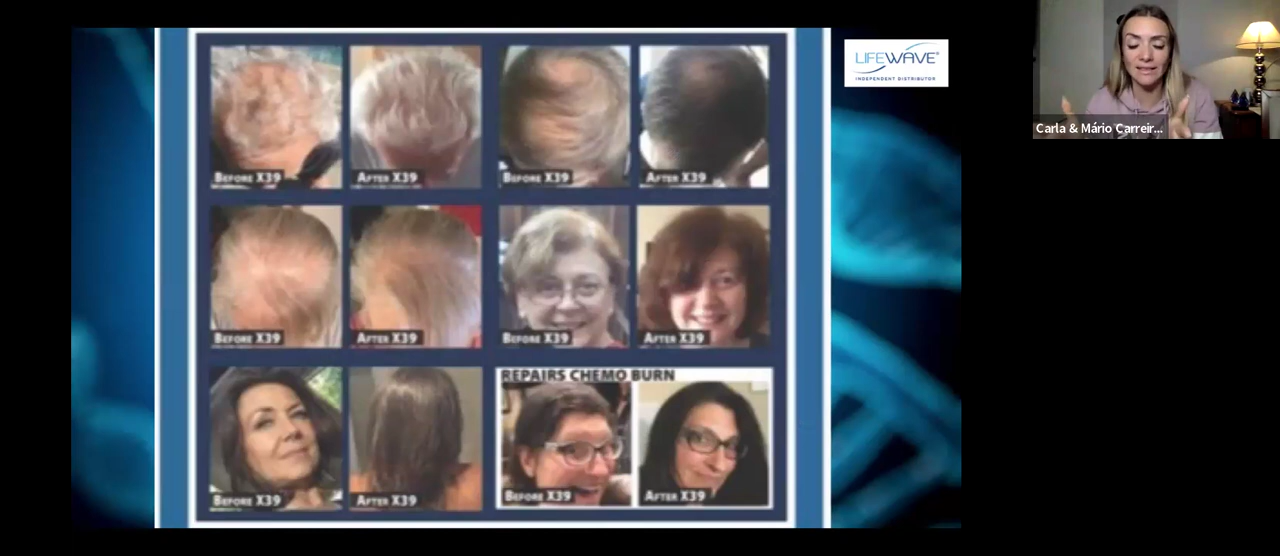 LIFEWAVE
INDEPENDENT DISTRIBUTOR
Carla & Mário Carreir...
BEFORE X39
AFTER X39
BEFORE X39
AFTER X39
BEFORE X39
AFTER X39
BEFORE X39
AFTER X39
REPAIRS CHEMO BURN
BEFORE X39
AFTER X39
BEFORE X39
AFTER X39